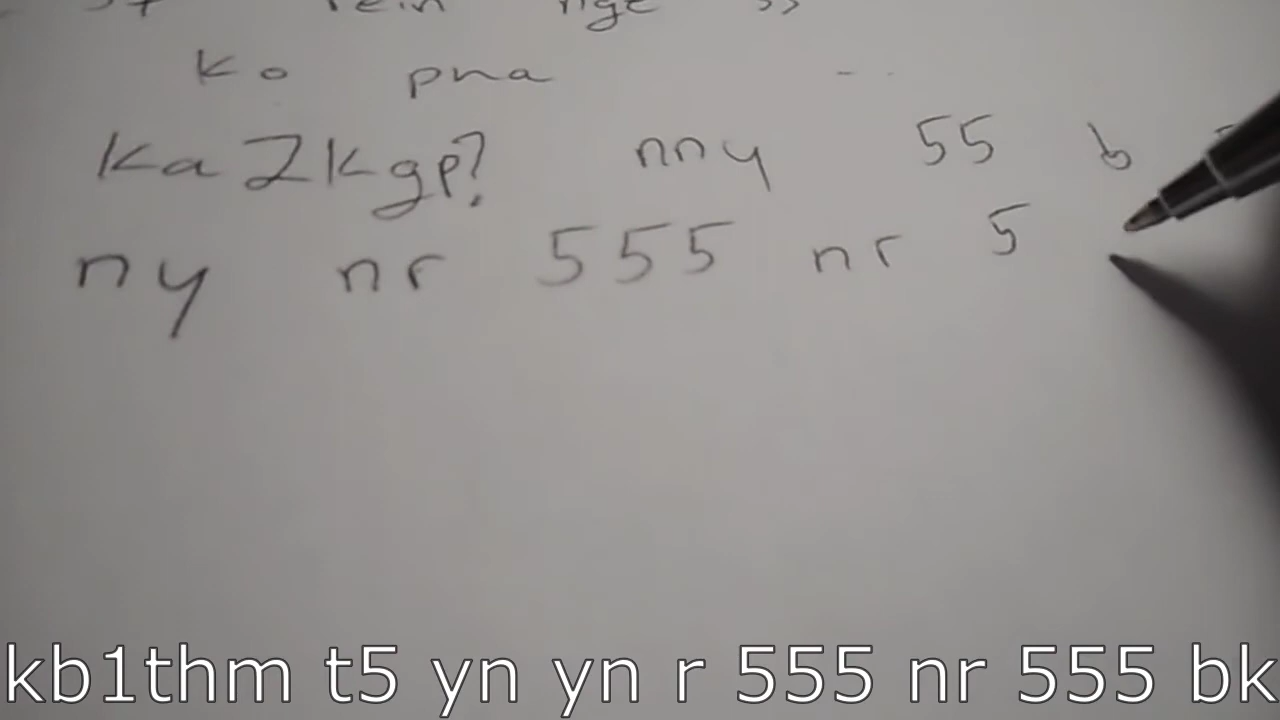 ko pna
ka2kgp? nny 55 b
ny nr 555 nr 5
kb1thm t5 yn yn r 555 nr 555 bk